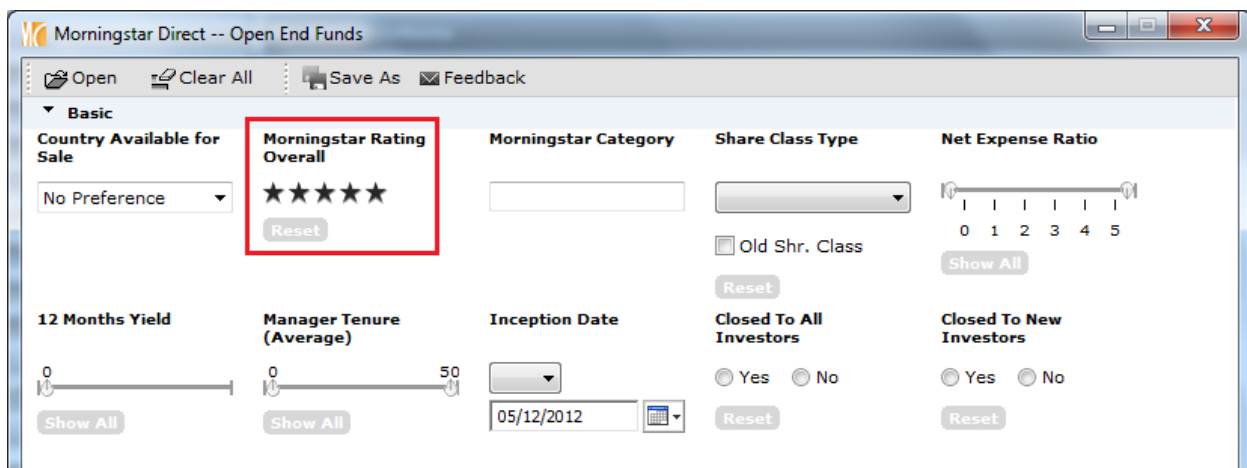 Morningstar Direct -- Open End Funds
Open Clear All Save As Feedback
Basic
Country Available for Sale
No Preference
Morningstar Rating Overall
Reset
Morningstar Category
Share Class Type
Old Shr. Class
Reset
Net Expense Ratio
0 1 2 3 4 5
Show All
12 Months Yield
0
Show All
Manager Tenure
(Average)
0 50
Show All
Inception Date
05/12/2012
Closed To All
Investors
Yes No
Reset
Closed To New
Investors
Yes No
Reset